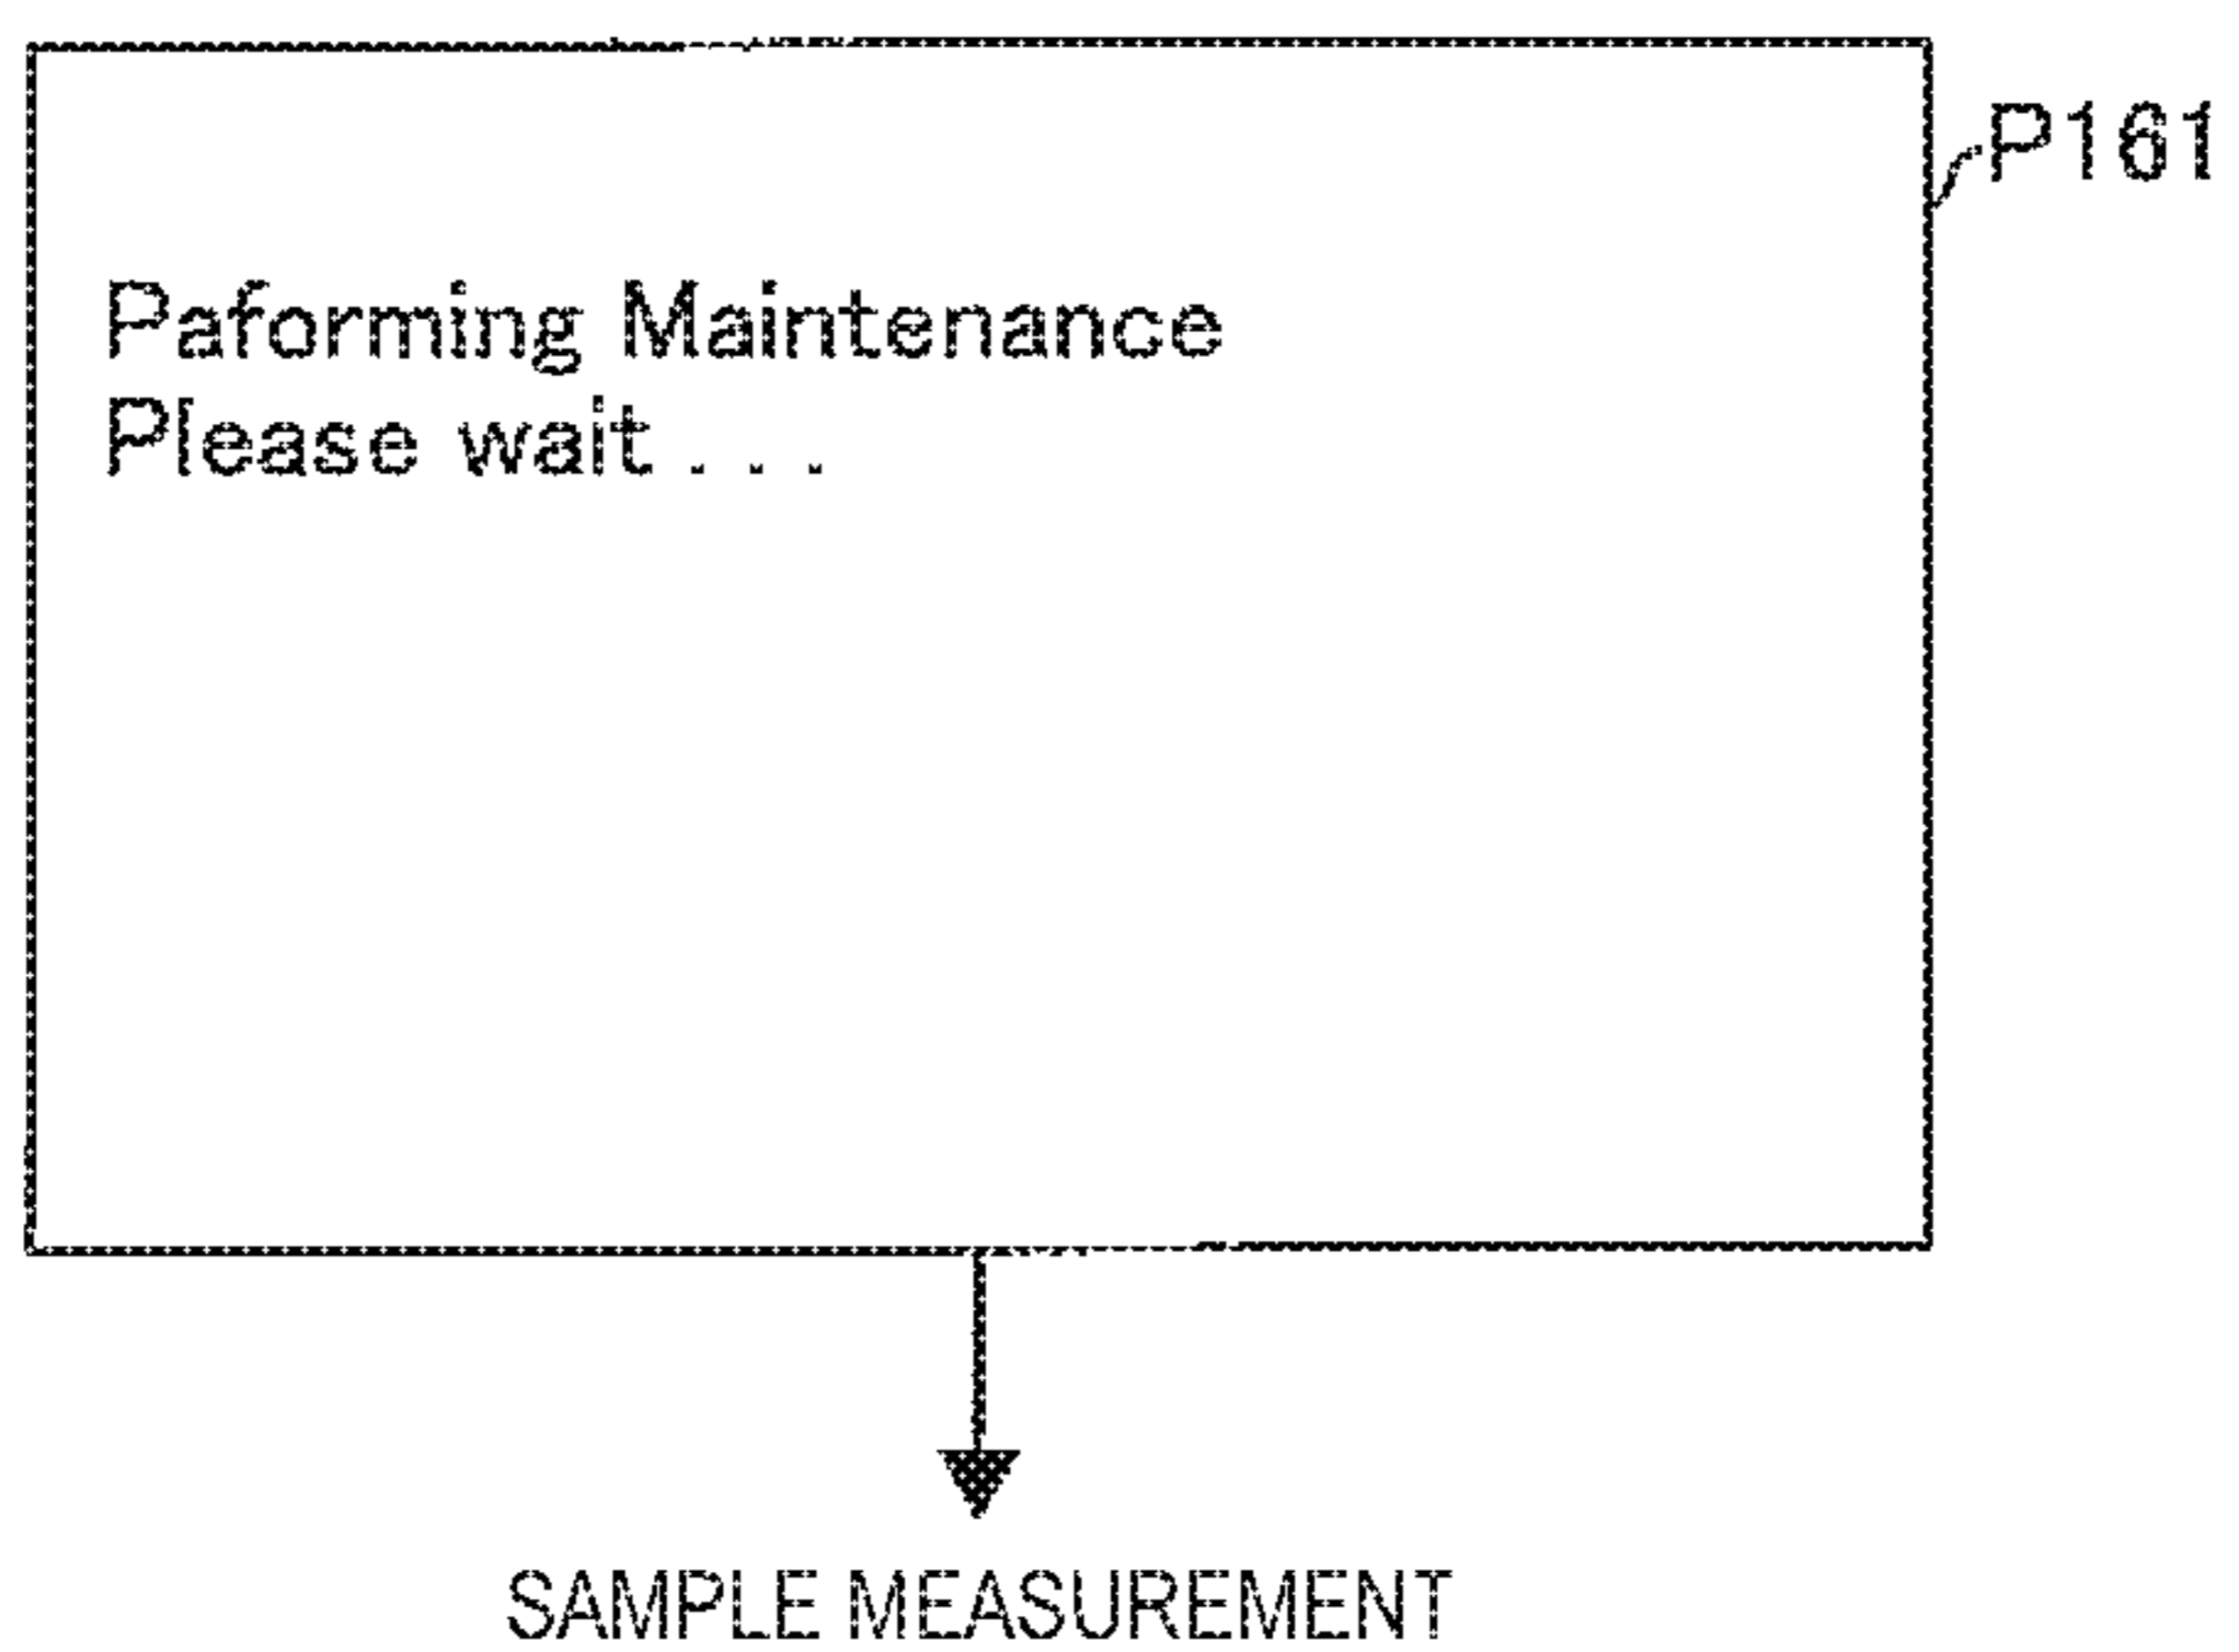 P161
Paforming Maintenance
Please wait . . .
SAMPLE MEASUREMENT